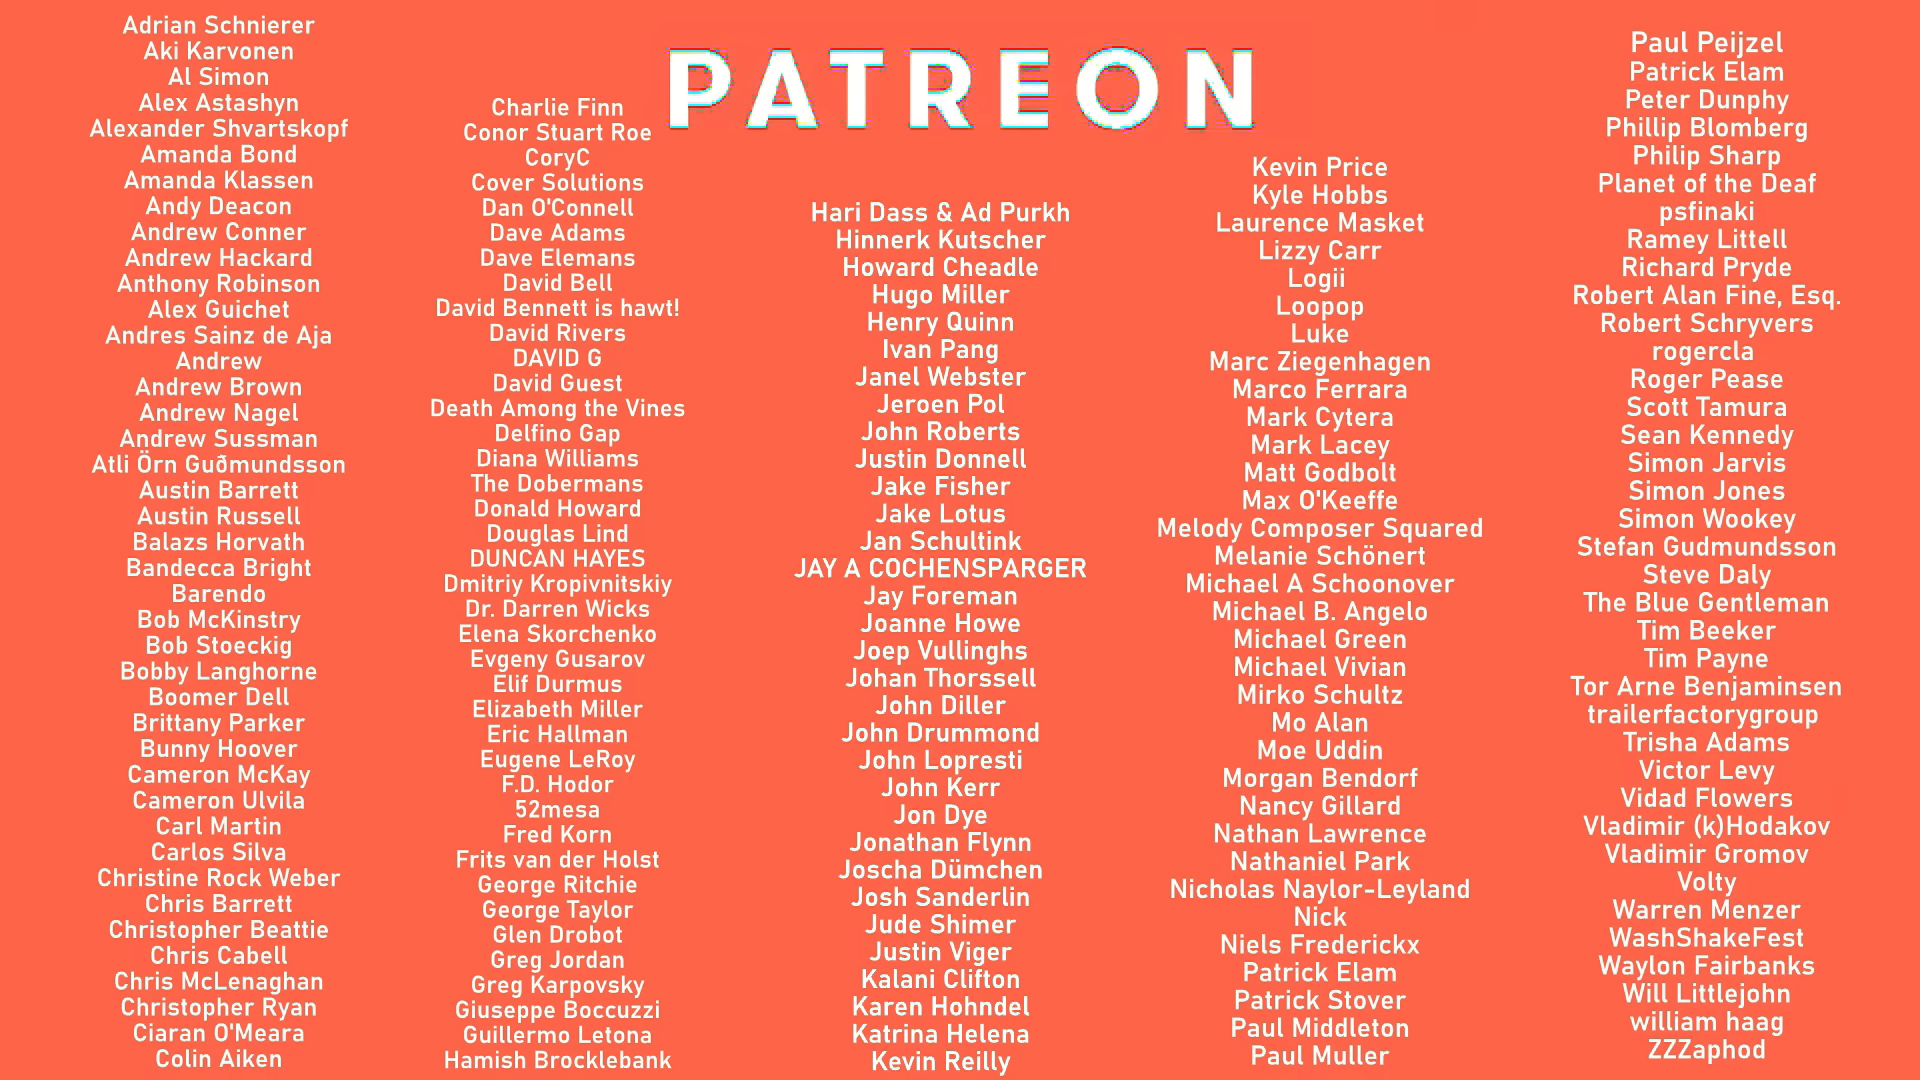 PATREON
Adrian Schnierer
Aki Karvonen
Al Simon
Alex Astashyn
Alexander Shvartskopf
Amanda Bond
Amanda Klassen
Andy Deacon
Andrew Conner
Andrew Hackard
Anthony Robinson
Alex Guichet
Andres Sainz de Aja
Andrew
Andrew Brown
Andrew Nagel
Andrew Sussman
Atli Örn Guðmundsson
Austin Barrett
Austin Russell
Balazs Horvath
Bandecca Bright
Barendo
Bob McKinstry
Bob Stoeckig
Bobby Langhorne
Boomer Dell
Brittany Parker
Bunny Hoover
Cameron McKay
Cameron Ulvila
Carl Martin
Carlos Silva
Christine Rock Weber
Chris Barrett
Christopher Beattie
Chris Cabell
Chris McLenaghan
Christopher Ryan
Ciaran O'Meara
Colin Aiken
Charlie Finn
Conor Stuart Roe
CoryC
Cover Solutions
Dan O'Connell
Dave Adams
Dave Elemans
David Bell
David Bennett is hawt!
David Rivers
DAVID G
David Guest
Death Among the Vines
Delfino Gap
Diana Williams
The Dobermans
Donald Howard
Douglas Lind
DUNCAN HAYES
Dmitriy Kropivnitskiy
Dr. Darren Wicks
Elena Skorchenko
Evgeny Gusarov
Elif Durmus
Elizabeth Miller
Eric Hallman
Eugene LeRoy
F.D. Hodor
52mesa
Fred Korn
Frits van der Holst
George Ritchie
George Taylor
Glen Drobot
Greg Jordan
Greg Karpovsky
Giuseppe Boccuzzi
Guillermo Letona
Hamish Brocklebank
Hari Dass & Ad Purkh
Hinnerk Kutscher
Howard Cheadle
Hugo Miller
Henry Quinn
Ivan Pang
Janel Webster
Jeroen Pol
John Roberts
Justin Donnell
Jake Fisher
Jake Lotus
Jan Schultink
JAY A COCHENSPARGER
Jay Foreman
Joanne Howe
Joep Vullinghs
Johan Thorssell
John Diller
John Drummond
John Lopresti
John Kerr
Jon Dye
Jonathan Flynn
Joscha Dümchen
Josh Sanderlin
Jude Shimer
Justin Viger
Kalani Clifton
Karen Hohndel
Katrina Helena
Kevin Reilly
Kevin Price
Kyle Hobbs
Laurence Masket
Lizzy Carr
Logii
Loopop
Luke
Marc Ziegenhagen
Marco Ferrara
Mark Cytera
Mark Lacey
Matt Godbolt
Max O'Keeffe
Melody Composer Squared
Melanie Schönert
Michael A Schoonover
Michael B. Angelo
Michael Green
Michael Vivian
Mirko Schultz
Mo Alan
Moe Uddin
Morgan Bendorf
Nancy Gillard
Nathan Lawrence
Nathaniel Park
Nicholas Naylor-Leyland
Nick
Niels Frederickx
Patrick Elam
Patrick Stover
Paul Middleton
Paul Muller
Paul Peijzel
Patrick Elam
Peter Dunphy
Phillip Blomberg
Philip Sharp
Planet of the Deaf
psfinaki
Ramey Littell
Richard Pryde
Robert Alan Fine, Esq.
Robert Schryvers
rogercla
Roger Pease
Scott Tamura
Sean Kennedy
Simon Jarvis
Simon Jones
Simon Wookey
Stefan Gudmundsson
Steve Daly
The Blue Gentleman
Tim Beeker
Tim Payne
Tor Arne Benjaminsen
trailerfactorygroup
Trisha Adams
Victor Levy
Vidad Flowers
Vladimir (k)Hodakov
Vladimir Gromov
Volty
Warren Menzer
WashShakeFest
Waylon Fairbanks
Will Littlejohn
william haag
ZZZaphod